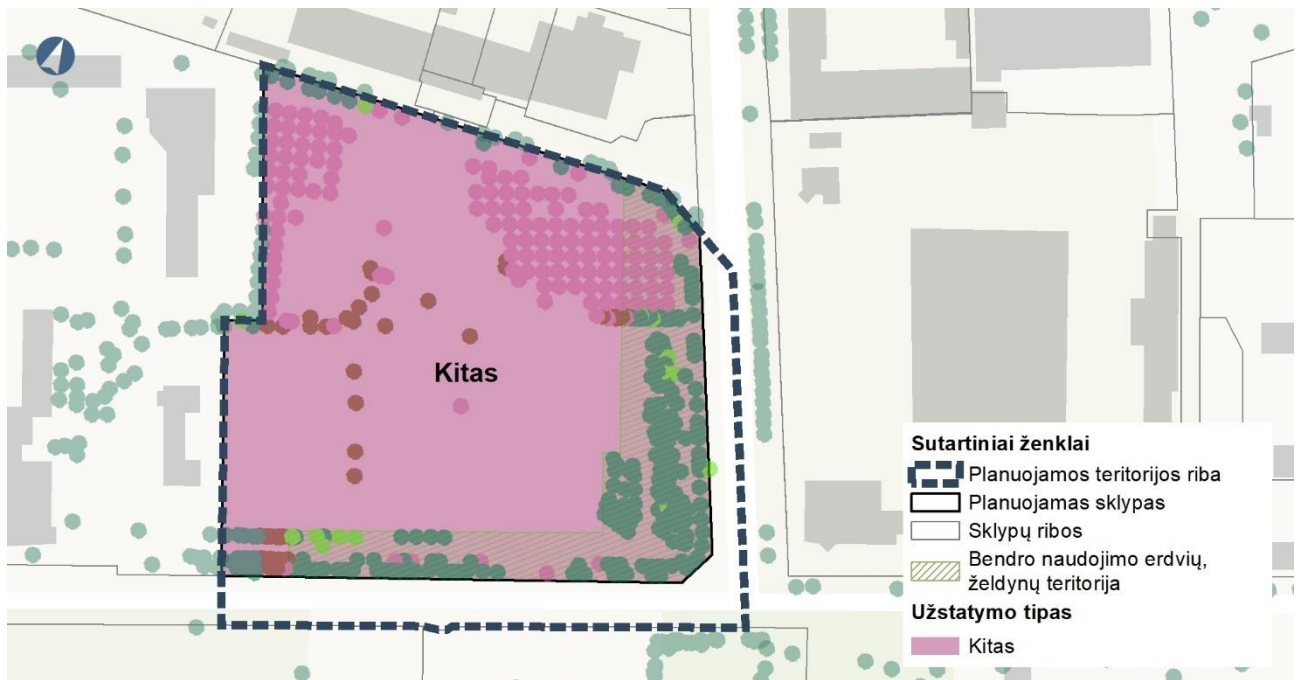 Kitas
Sutartiniai ženklai
Planuojamos teritorijos riba
Planuojamas sklypas
Sklypų ribos
Bendro naudojimo erdvių,
želdynų teritorija
Užstatymo tipas
Kitas